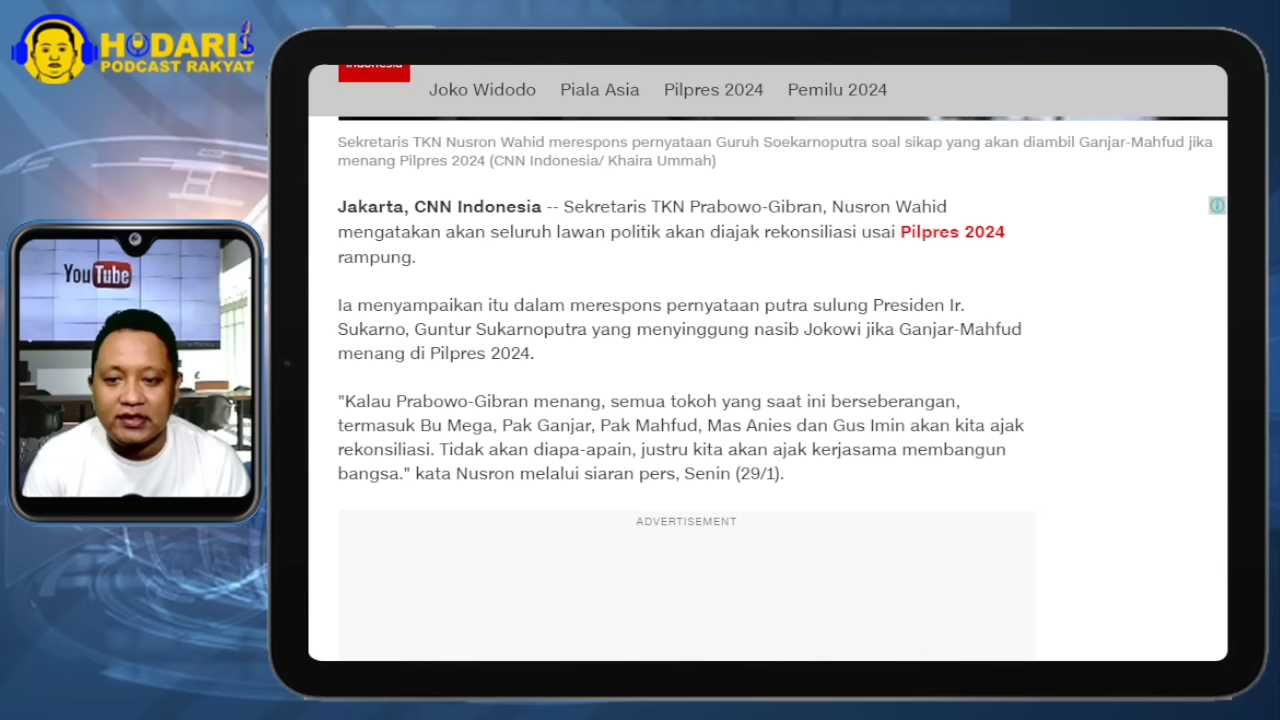 HODARI
PODCAST RAKYAT
YouTube
Indonesia
Joko Widodo Piala Asia Pilpres 2024 Pemilu 2024
Sekretaris TKN Nusron Wahid merespons pernyataan Guruh Soekarnoputra soal sikap yang akan diambil Ganjar-Mahfud jika
menang Pilpres 2024 (CNN Indonesia/ Khaira Ummah)
Jakarta, CNN Indonesia -- Sekretaris TKN Prabowo-Gibran, Nusron Wahid
mengatakan akan seluruh lawan politik akan diajak rekonsiliasi usai Pilpres 2024
rampung.
Ia menyampaikan itu dalam merespons pernyataan putra sulung Presiden Ir.
Sukarno, Guntur Sukarnoputra yang menyinggung nasib Jokowi jika Ganjar-Mahfud
menang di Pilpres 2024.
"Kalau Prabowo-Gibran menang, semua tokoh yang saat ini berseberangan,
termasuk Bu Mega, Pak Ganjar, Pak Mahfud, Mas Anies dan Gus Imin akan kita ajak
rekonsiliasi. Tidak akan diapa-apain, justru kita akan ajak kerjasama membangun
bangsa." kata Nusron melalui siaran pers, Senin (29/1).
ADVERTISEMENT